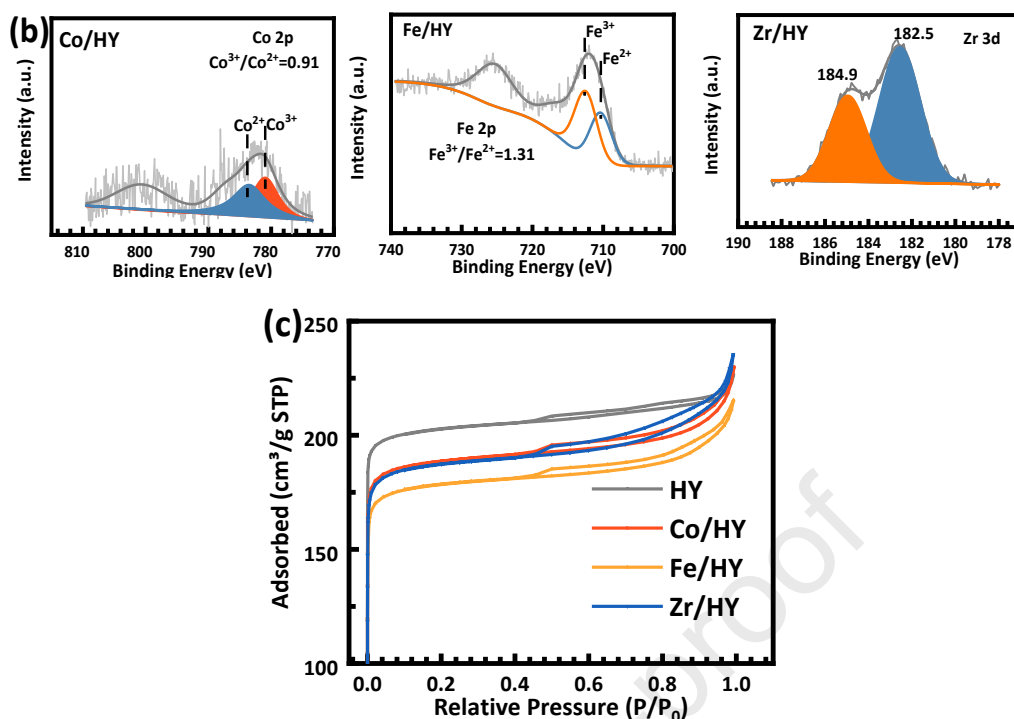 (b)
Co/HY
Co 2p
Co³⁺/Co²⁺=0.91
Co²⁺ Co³⁺
Intensity (a.u.)
810 800 790 780 770
Binding Energy (eV)
Fe/HY
Fe³⁺
Fe²⁺
Fe 2p
Fe³⁺/Fe²⁺=1.31
Intensity (a.u.)
740 730 720 710 700
Binding Energy (eV)
Zr/HY
182.5
Zr 3d
184.9
Intensity (a.u.)
190 188 186 184 182 180 178
Binding Energy (eV)
(c)
250
200
150
100
Adsorbed (cm³/g STP)
HY
Co/HY
Fe/HY
Zr/HY
0.0 0.2 0.4 0.6 0.8 1.0
Relative Pressure (P/P₀)
proof